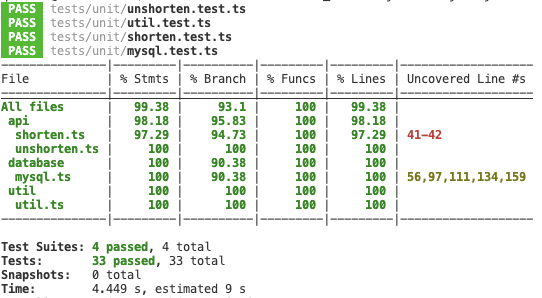 PASS tests/unit/unshorten.test.ts
PASS tests/unit/util.test.ts
PASS tests/unit/shorten.test.ts
PASS tests/unit/mysql.test.ts
File | % Stmts | % Branch | % Funcs | % Lines | Uncovered Line #s
All files | 99.38 | 93.1 | 100 | 99.38 |
api | 98.18 | 95.83 | 100 | 98.18 |
shorten.ts | 97.29 | 94.73 | 100 | 97.29 | 41-42
unshorten.ts | 100 | 100 | 100 | 100 |
database | 100 | 90.38 | 100 | 100 |
mysql.ts | 100 | 90.38 | 100 | 100 | 56,97,111,134,159
util | 100 | 100 | 100 | 100 |
util.ts | 100 | 100 | 100 | 100 |
Test Suites: 4 passed, 4 total
Tests: 33 passed, 33 total
Snapshots: 0 total
Time: 4.449 s, estimated 9 s